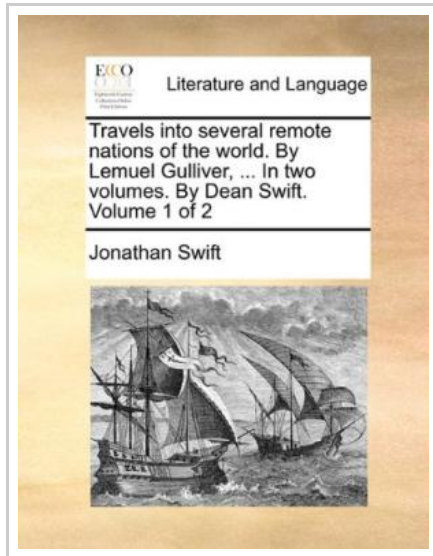 ECCO
Literature and Language
Travels into several remote
nations of the world. By
Lemuel Gulliver, ... In two
volumes. By Dean Swift.
Volume 1 of 2
Jonathan Swift